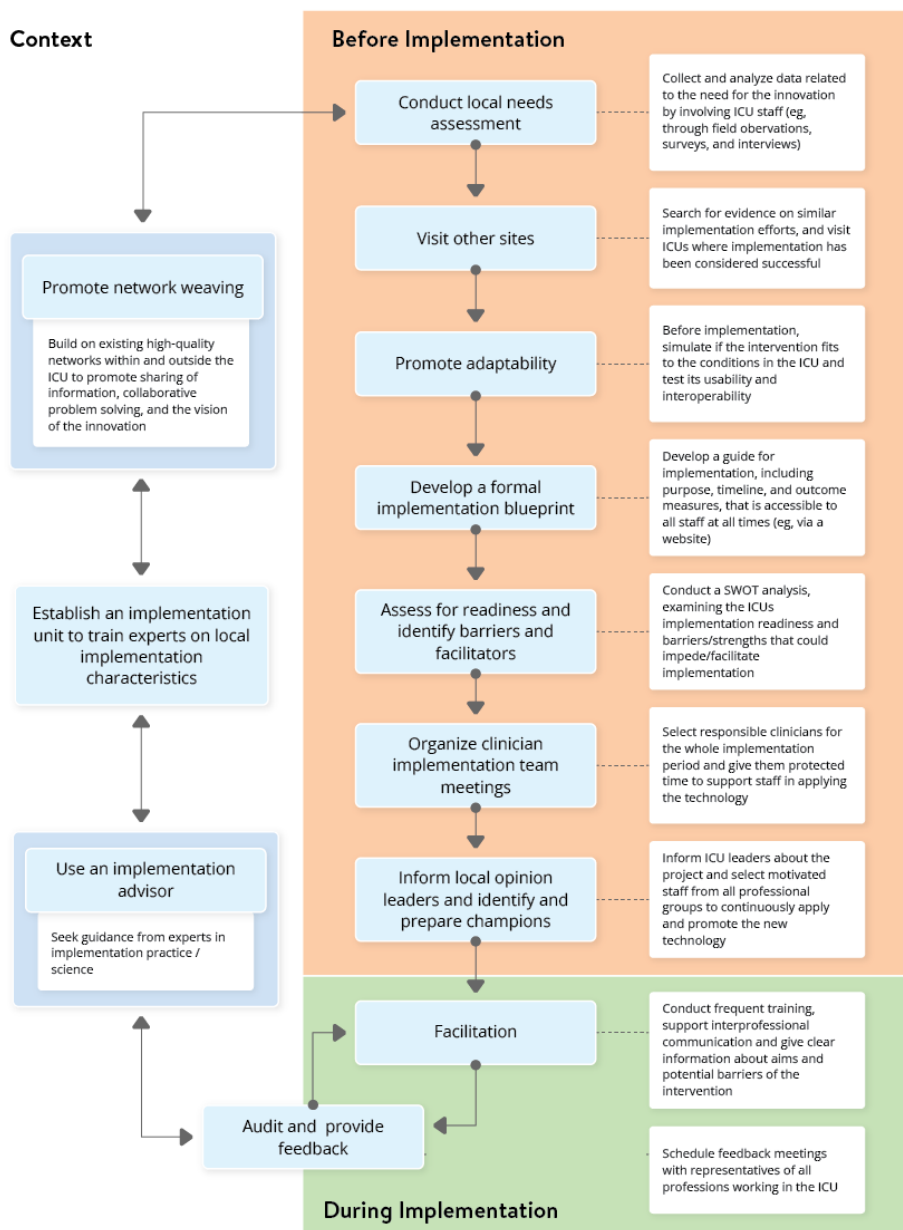 Context
Before Implementation
Conduct local needs
assessment
Collect and analyze data related
to the need for the innovation
by involving ICU staff (eg,
through field obervations,
surveys, and interviews)
Visit other sites
Search for evidence on similar
implementation efforts, and visit
ICUs where implementation has
been considered successful
Promote network weaving
Build on existing high-quality
networks within and outside the
ICU to promote sharing of
information, collaborative
problem solving, and the vision
of the innovation
Promote adaptability
Before implementation,
simulate if the intervention fits
to the conditions in the ICU and
test its usability and
interoperability
Develop a formal
implementation blueprint
Develop a guide for
implementation, including
purpose, timeline, and outcome
measures, that is accessible to
all staff at all times (eg, via a
website)
Establish an implementation
unit to train experts on local
implementation
characteristics
Assess for readiness and
identify barriers and
facilitators
Conduct a SWOT analysis,
examining the ICUs
implementation readiness and
barriers/strengths that could
impede/facilitate
implementation
Organize clinician
implementation team
meetings
Select responsible clinicians for
the whole implementation
period and give them protected
time to support staff in applying
the technology
Use an implementation
advisor
Seek guidance from experts in
implementation practice /
science
Inform local opinion
leaders and identify and
prepare champions
Inform ICU leaders about the
project and select motivated
staff from all professional
groups to continuously apply
and promote the new
technology
Facilitation
Conduct frequent training,
support interprofessional
communication and give clear
information about aims and
potential barriers of the
intervention
Audit and provide
feedback
Schedule feedback meetings
with representatives of all
professions working in the ICU
During Implementation